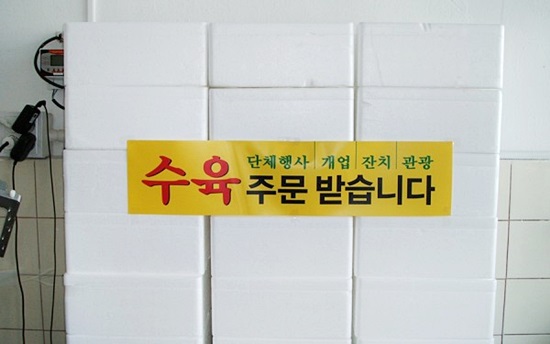 수육
단체행사 개업 잔치 관광
주문 받습니다